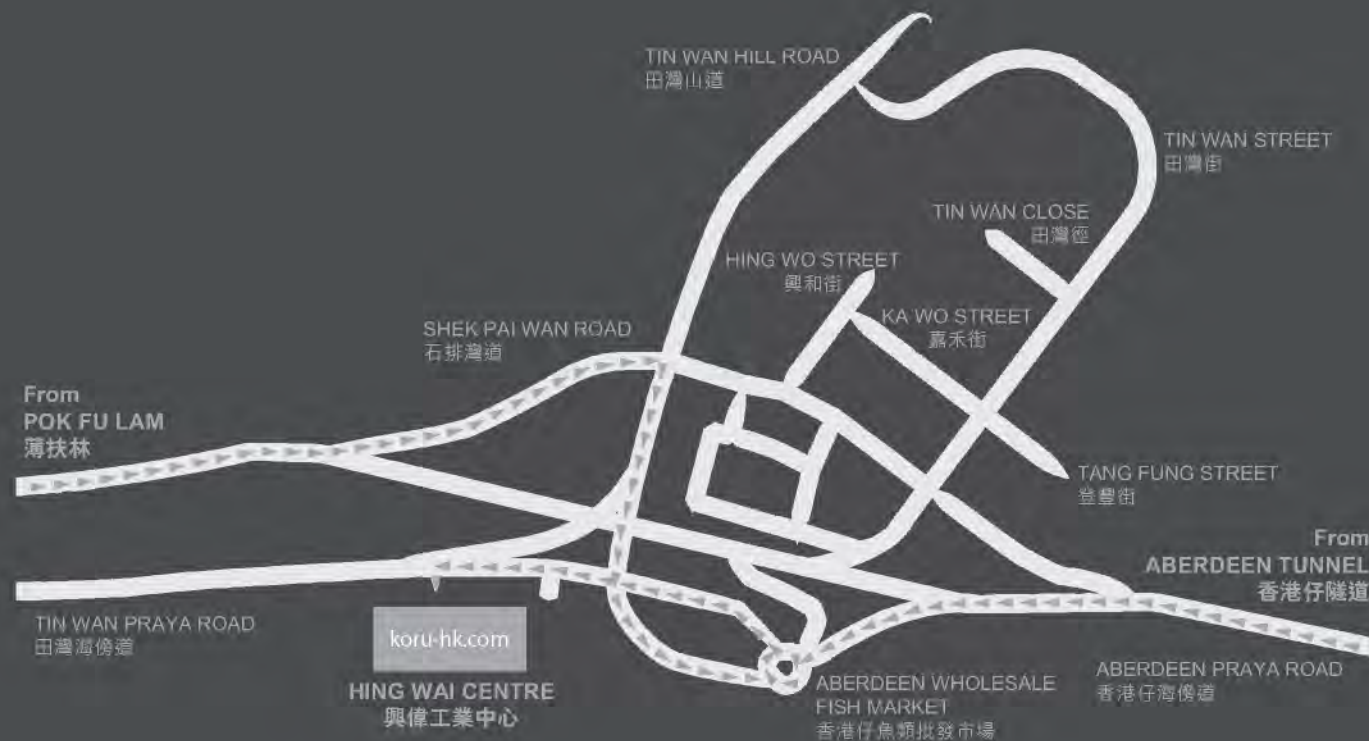 TIN WAN HILL ROAD
田灣山道
TIN WAN STREET
田灣街
TIN WAN CLOSE
田灣徑
HING WO STREET
興和街
KA WO STREET
嘉禾街
SHEK PAI WAN ROAD
石排灣道
From
POK FU LAM
薄扶林
TANG FUNG STREET
登豐街
From
ABERDEEN TUNNEL
香港仔隧道
TIN WAN PRAYA ROAD
田灣海傍道
koru-hk.com
HING WAI CENTRE
興偉工業中心
ABERDEEN WHOLESALE
FISH MARKET
香港仔魚類批發市場
ABERDEEN PRAYA ROAD
香港仔海傍道